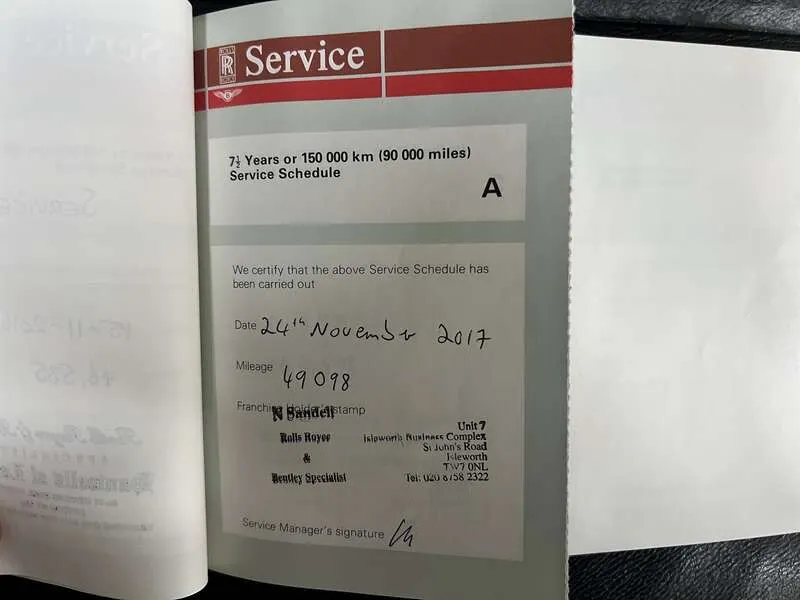 Service
7½ Years or 150 000 km (90 000 miles)
Service Schedule
A
We certify that the above Service Schedule has
been carried out
Date 24th November 2017
Mileage 49098
Franchise Holder's stamp
N Sandell
Rolls Royce
&
Bentley Specialist
Unit 7
Isleworth Business Complex
St John's Road
Isleworth
TW7 0NL
Tel: 020 8758 2322
Service Manager's signature